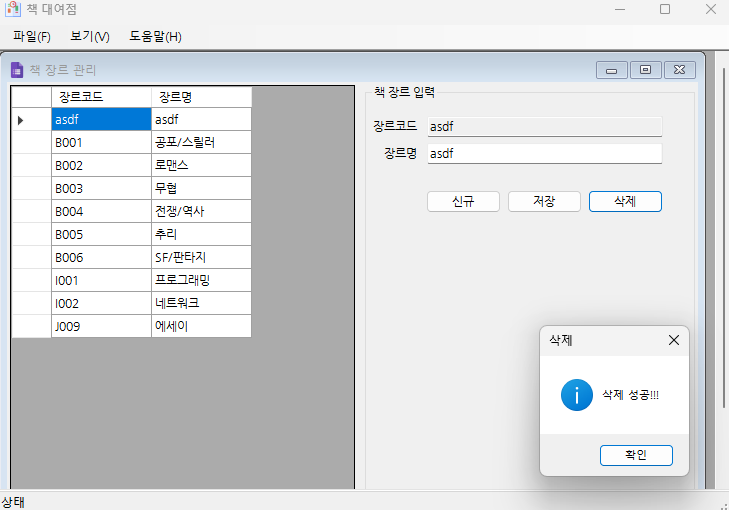 책 대여점
파일(F) 보기(V) 도움말(H)
책 장르 관리
장르코드 장르명
asdf asdf
B001 공포/스릴러
B002 로맨스
B003 무협
B004 전쟁/역사
B005 추리
B006 SF/판타지
I001 프로그래밍
I002 네트워크
J009 에세이
책 장르 입력
장르코드 asdf
장르명 asdf
신규 저장 삭제
삭제
삭제 성공!!!
확인
상태